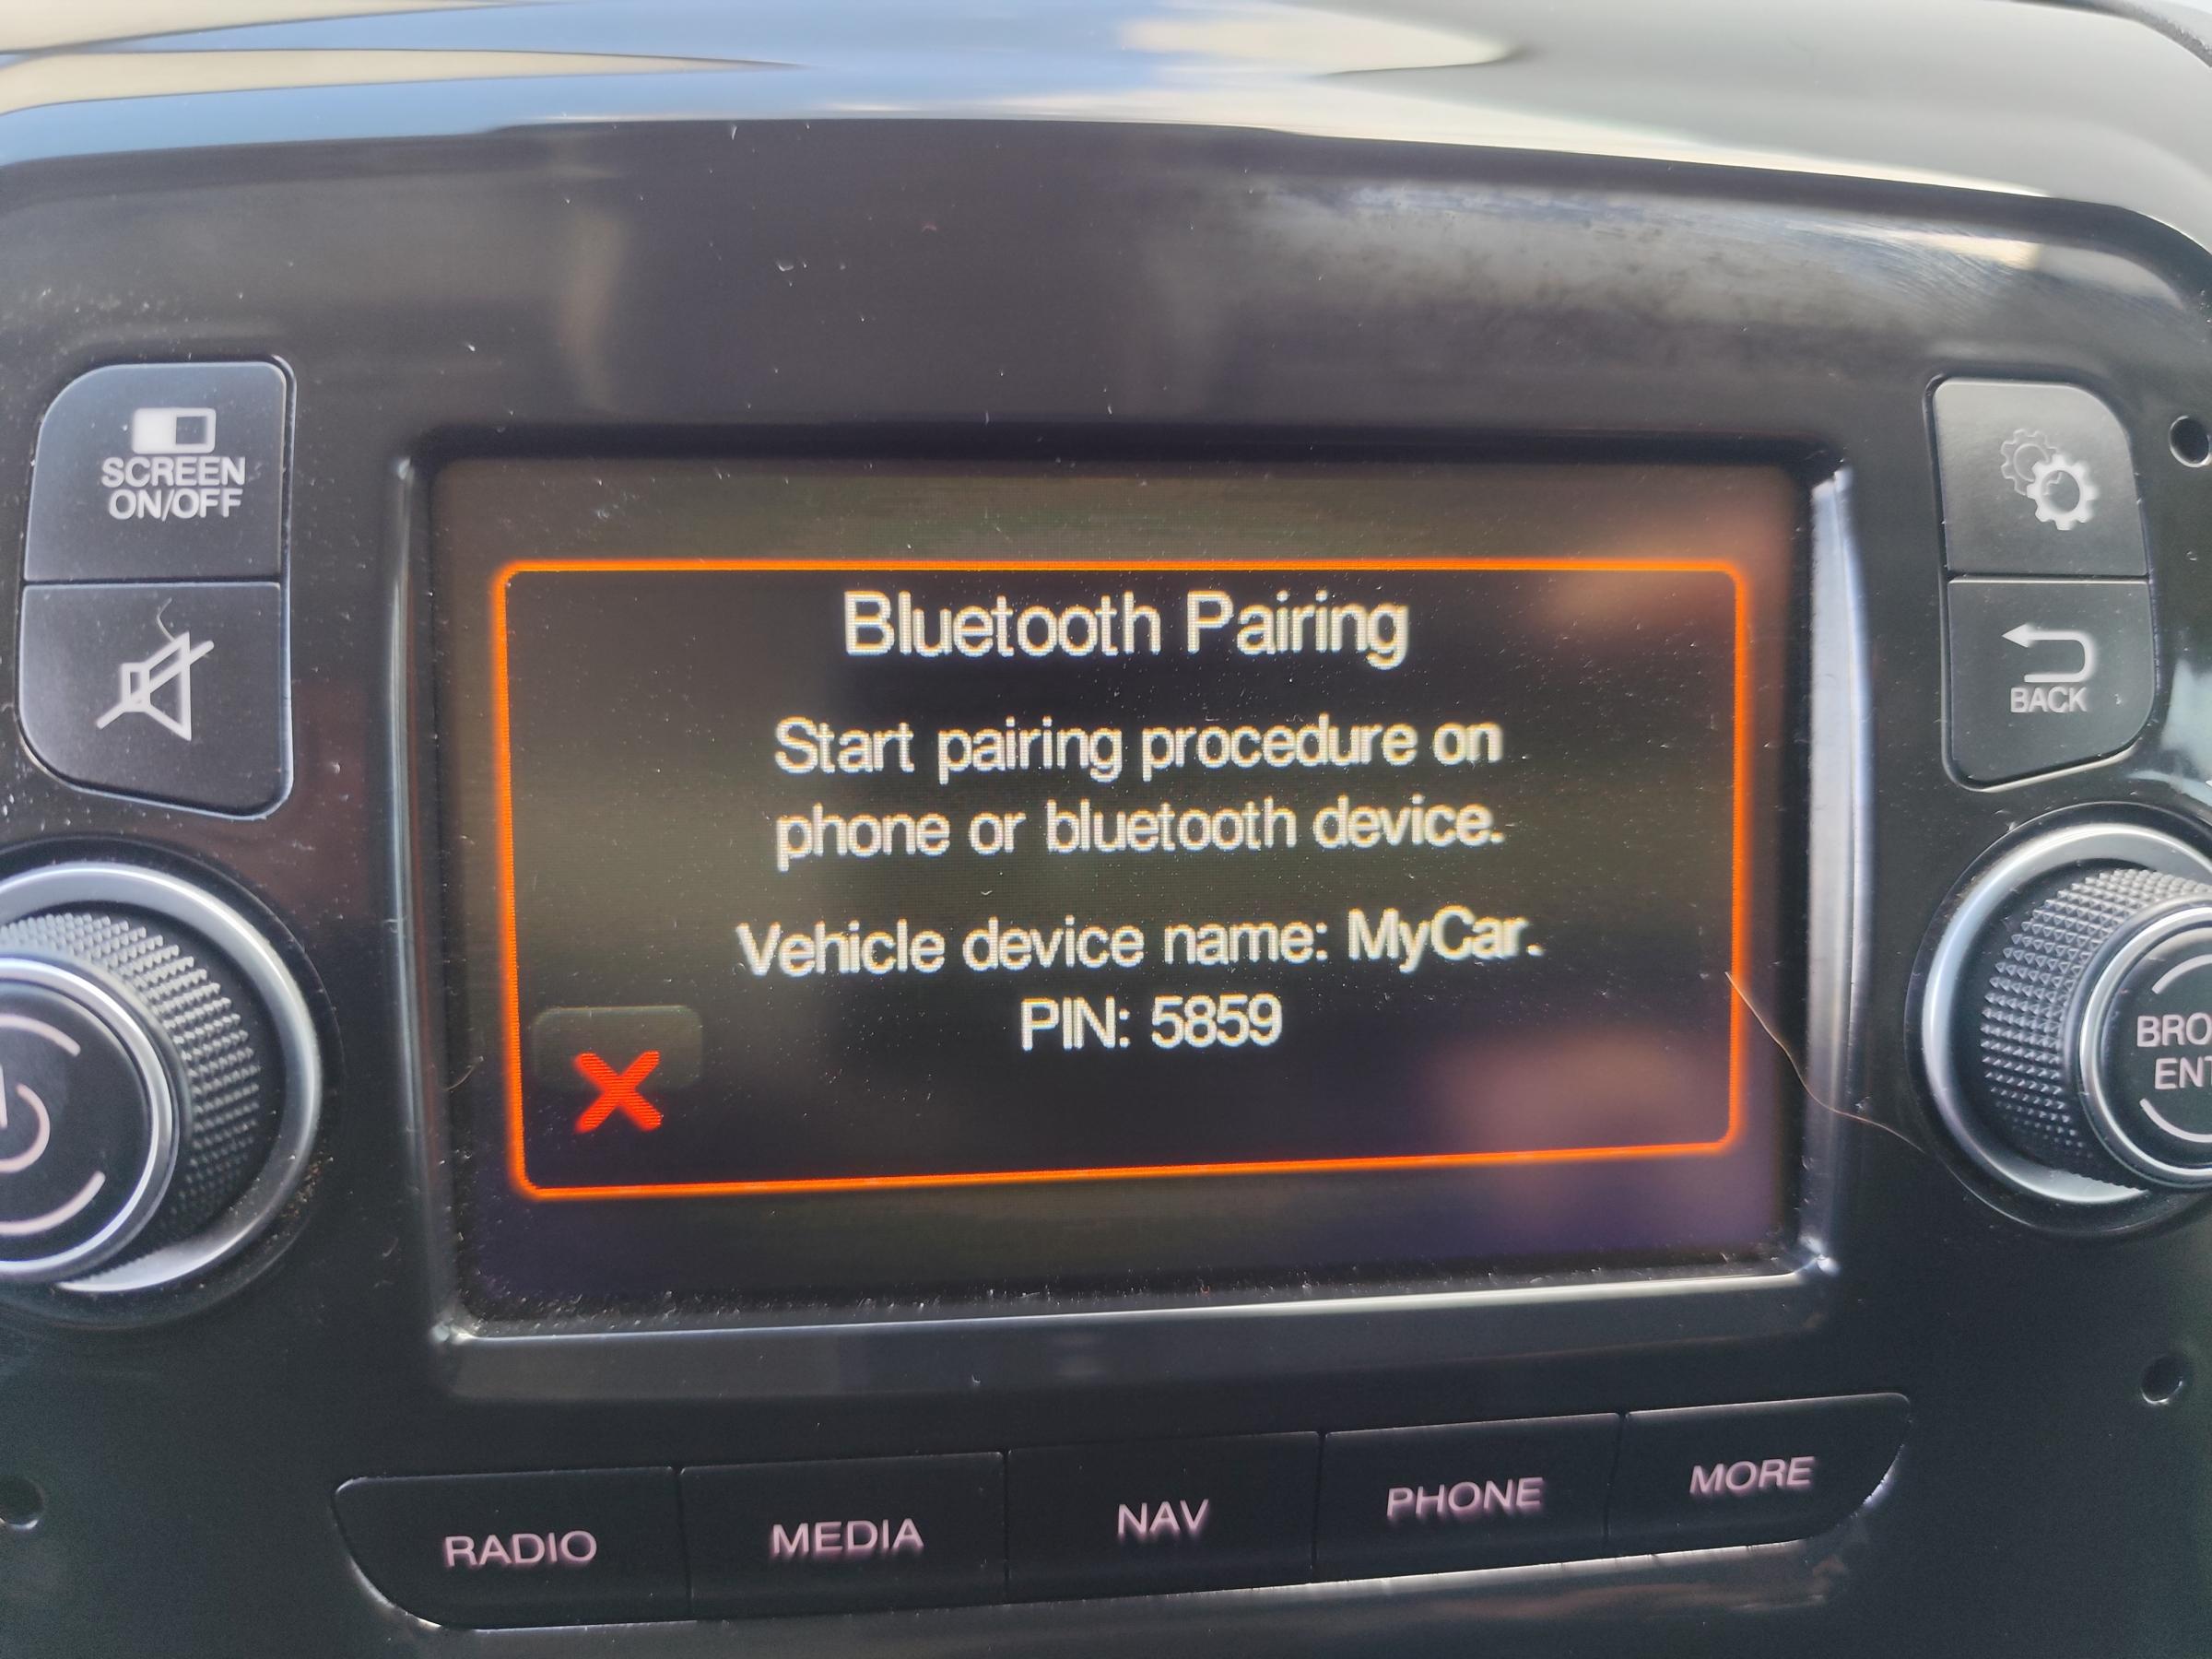 SCREEN
ON/OFF
Bluetooth Pairing
Start pairing procedure on
phone or bluetooth device.
Vehicle device name: MyCar.
PIN: 5859
BACK
RADIO
MEDIA
NAV
PHONE
MORE